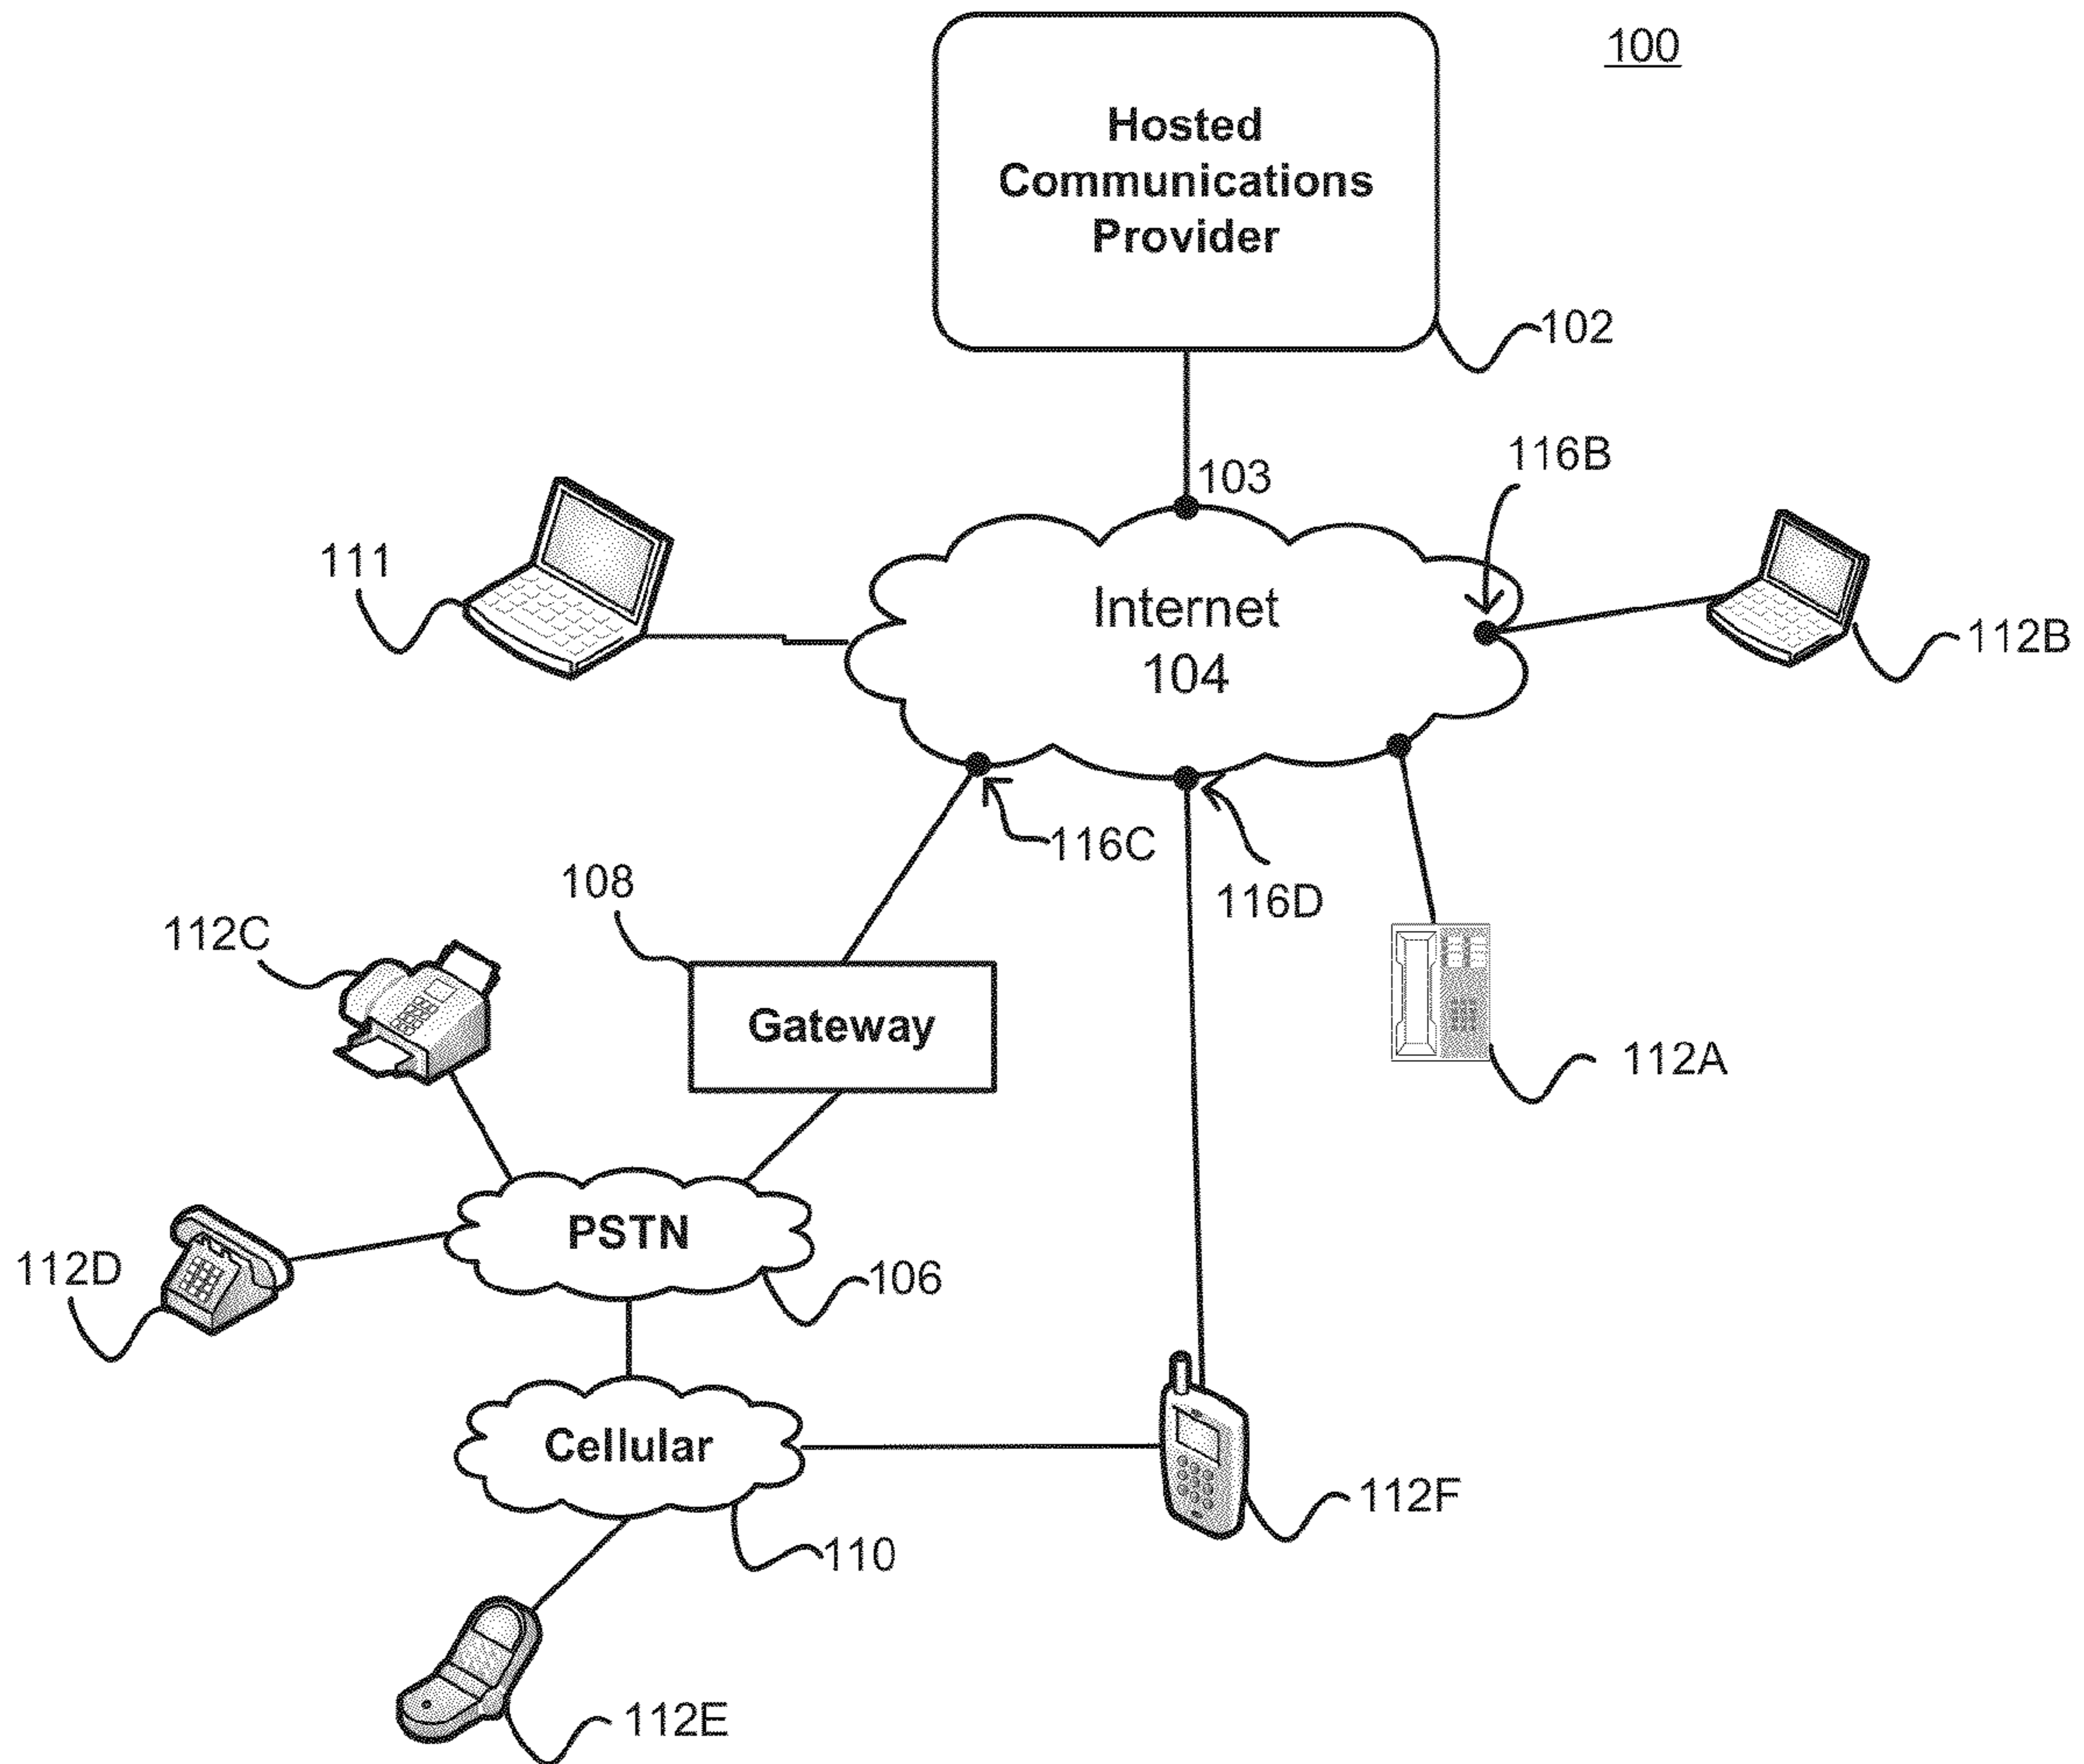 100
Hosted
Communications
Provider
102
103
116B
111
Internet
104
112B
116C
108
116D
112C
Gateway
112A
PSTN
112D
106
Cellular
112F
110
112E